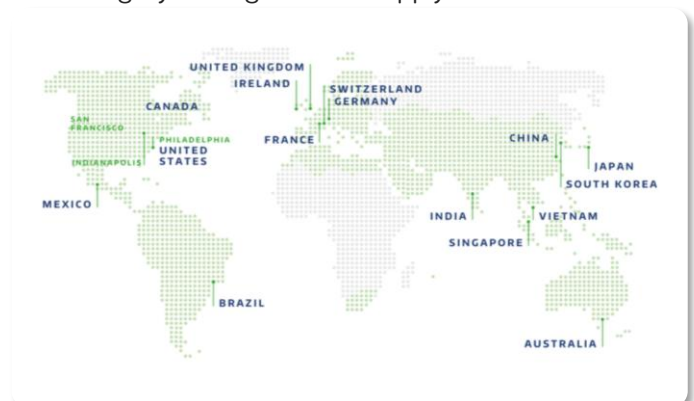 UNITED KINGDOM
IRELAND
SWITZERLAND
GERMANY
CANADA
SAN
FRANCISCO
PHILADELPHIA
UNITED
STATES
INDIANAPOLIS
FRANCE
CHINA
JAPAN
SOUTH KOREA
MEXICO
INDIA
VIETNAM
SINGAPORE
BRAZIL
AUSTRALIA